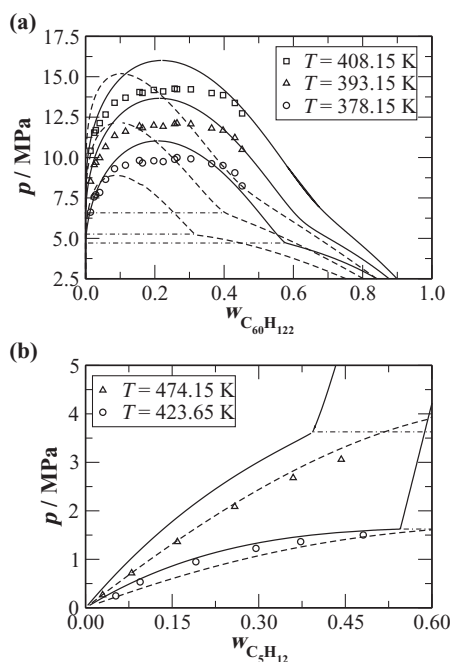 (a)
17.5
15.0
12.5
10.0
7.5
5.0
2.5
p / MPa
T = 408.15 K
T = 393.15 K
T = 378.15 K
0.0 0.2 0.4 0.6 0.8 1.0
w C60H122
(b)
5
4
3
2
1
0
p / MPa
T = 474.15 K
T = 423.65 K
0.00 0.15 0.30 0.45 0.60
w C5H12